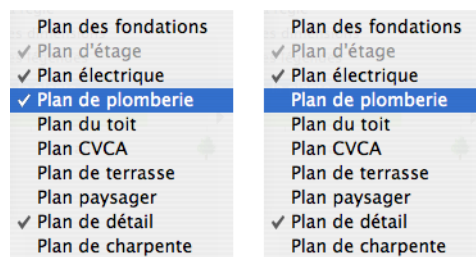 Plan des fondations
✓ Plan d'étage
✓ Plan électrique
✓ Plan de plomberie
Plan du toit
Plan CVCA
Plan de terrasse
Plan paysager
✓ Plan de détail
Plan de charpente
Plan des fondations
✓ Plan d'étage
✓ Plan électrique
Plan de plomberie
Plan du toit
Plan CVCA
Plan de terrasse
Plan paysager
✓ Plan de détail
Plan de charpente